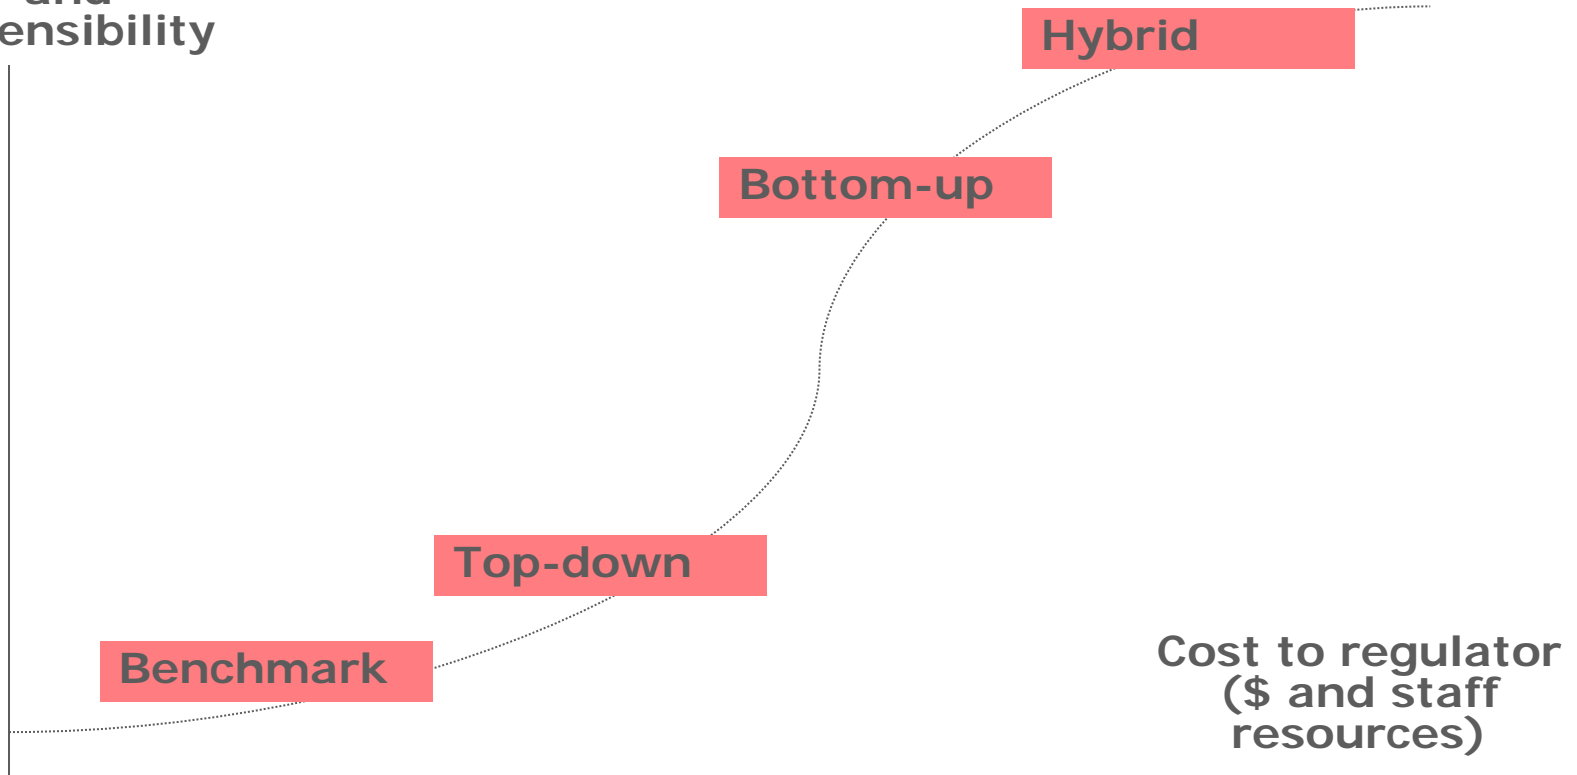 ensibility
Hybrid
Bottom-up
Top-down
Benchmark
Cost to regulator
($ and staff
resources)